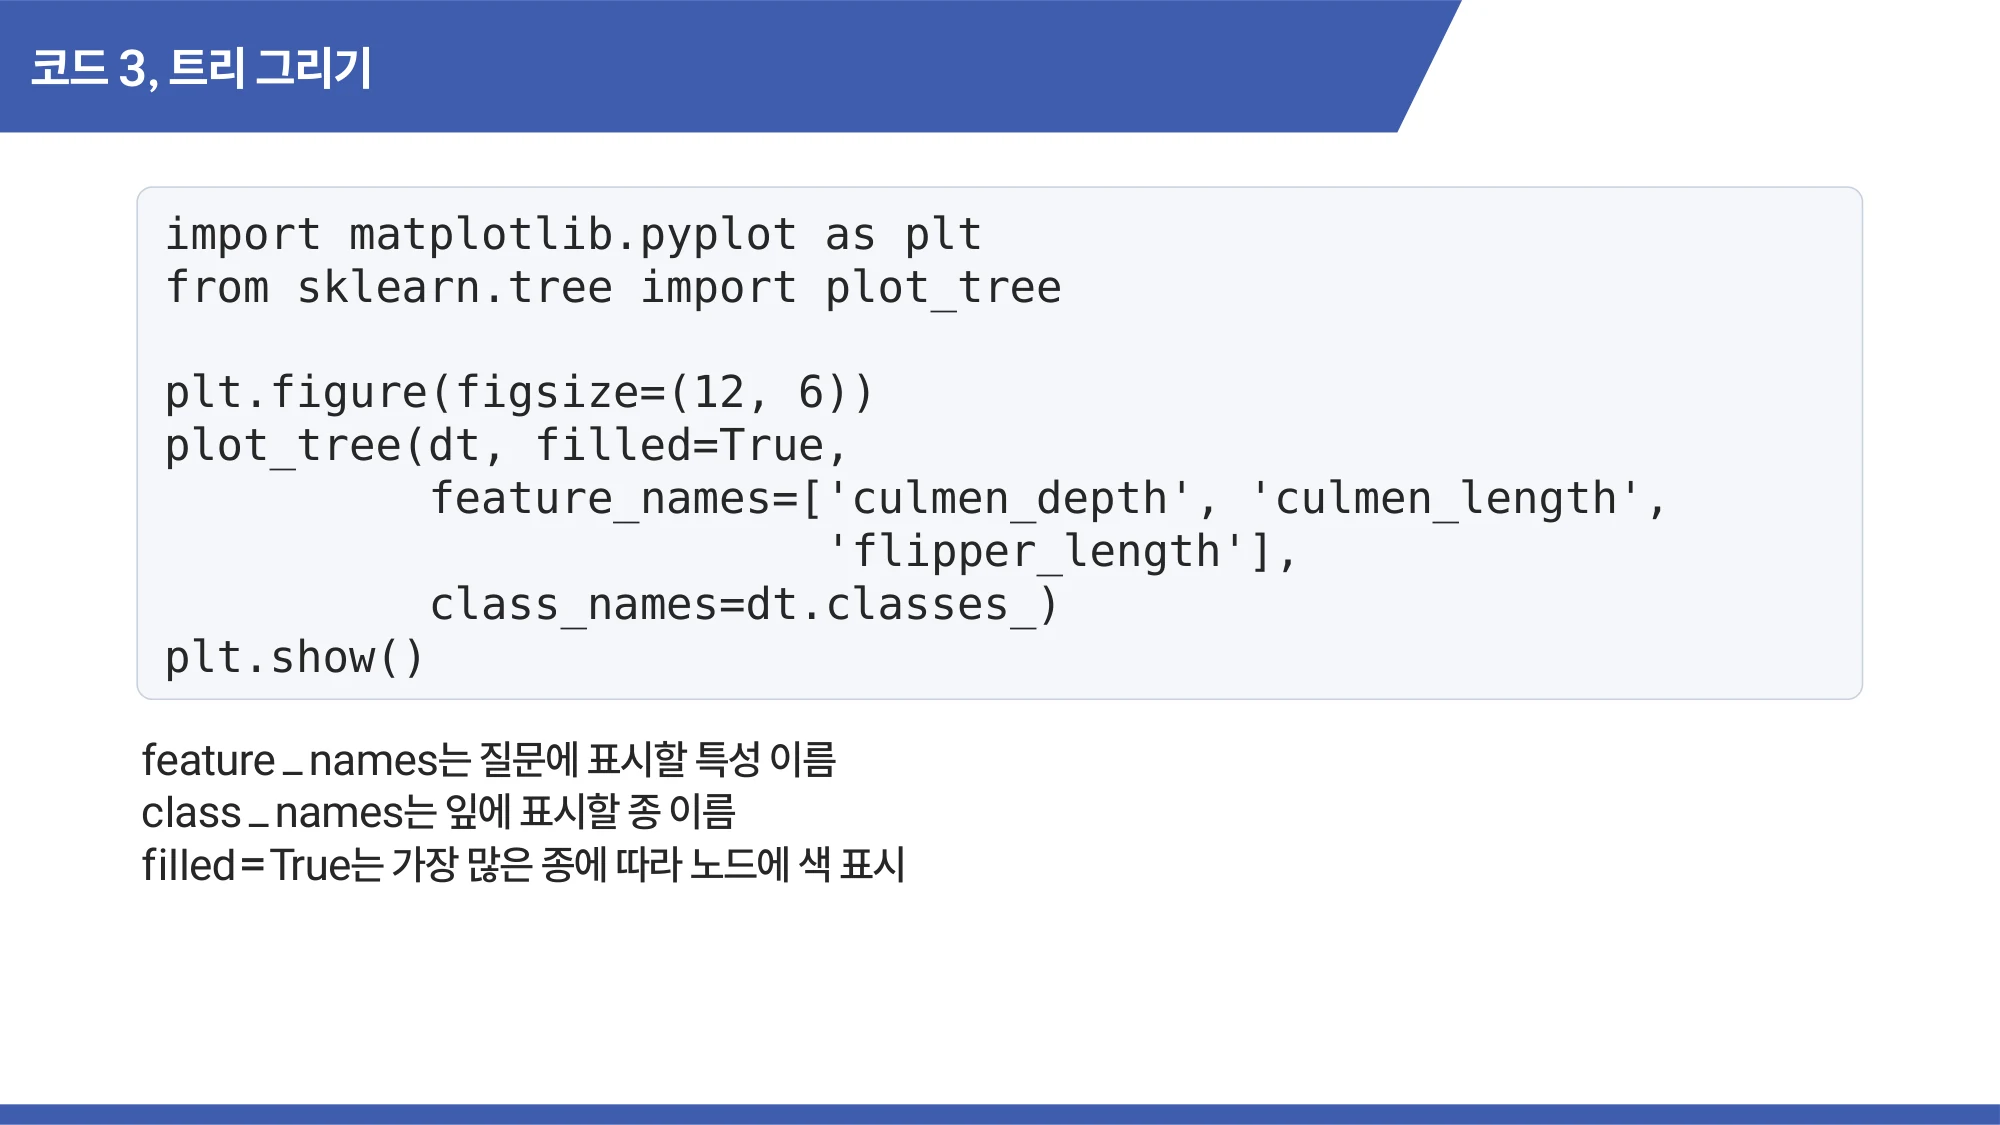 코드 3, 트리 그리기
import matplotlib.pyplot as plt
from sklearn.tree import plot_tree
plt.figure(figsize=(12, 6))
plot_tree(dt, filled=True,
feature_names=['culmen_depth', 'culmen_length',
'flipper_length'],
class_names=dt.classes_)
plt.show()
feature_names는 질문에 표시할 특성 이름
class_names는 잎에 표시할 종 이름
filled=True는 가장 많은 종에 따라 노드에 색 표시